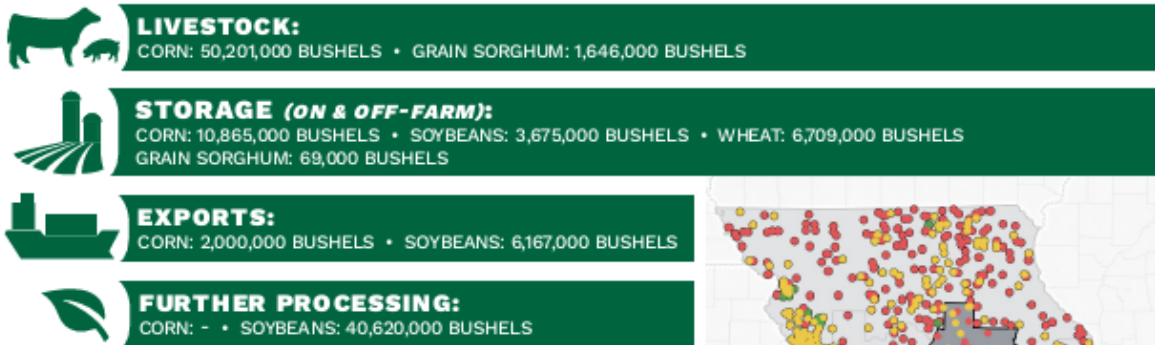 LIVESTOCK:
CORN: 50,201,000 BUSHELS • GRAIN SORGHUM: 1,646,000 BUSHELS
STORAGE (ON & OFF-FARM):
CORN: 10,865,000 BUSHELS • SOYBEANS: 3,675,000 BUSHELS • WHEAT: 6,709,000 BUSHELS
GRAIN SORGHUM: 69,000 BUSHELS
EXPORTS:
CORN: 2,000,000 BUSHELS • SOYBEANS: 6,167,000 BUSHELS
FURTHER PROCESSING:
CORN: - • SOYBEANS: 40,620,000 BUSHELS